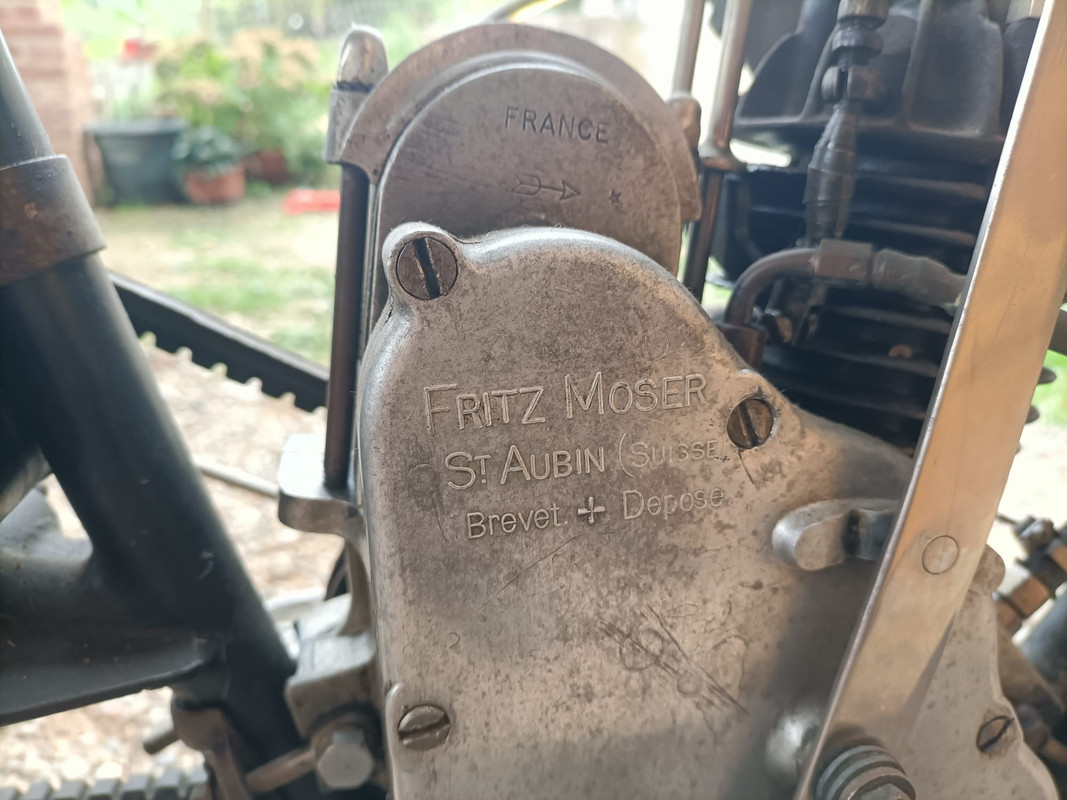 FRANCE
FRITZ MOSER
ST AUBIN (SUISSE
Brevet + Depose